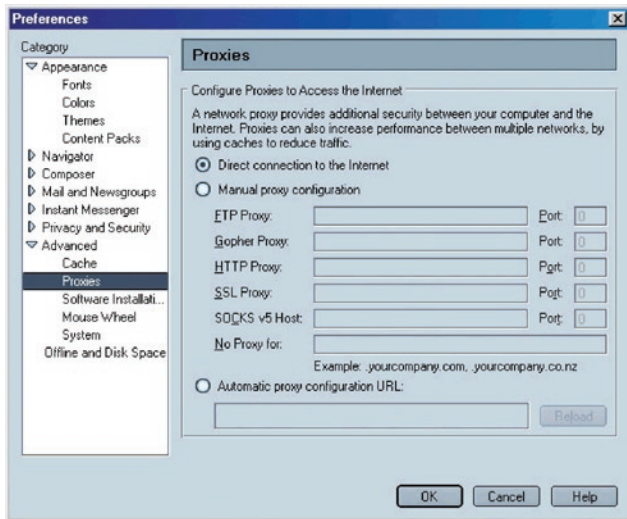 Preferences
Category
Appearance
Fonts
Colors
Themes
Content Packs
Navigator
Composer
Mail and Newsgroups
Instant Messenger
Privacy and Security
Advanced
Cache
Proxies
Software Installati...
Mouse Wheel
System
Offline and Disk Space
Proxies
Configure Proxies to Access the Internet
A network proxy provides additional security between your computer and the
Internet. Proxies can also increase performance between multiple networks, by
using caches to reduce traffic.
Direct connection to the Internet
Manual proxy configuration
FTP Proxy: Port: 0
Gopher Proxy: Port: 0
HTTP Proxy: Port: 0
SSL Proxy: Port: 0
SOCKS v5 Host: Port: 0
No Proxy for:
Example: .yourcompany.com, .yourcompany.co.nz
Automatic proxy configuration URL:
Reload
OK Cancel Help